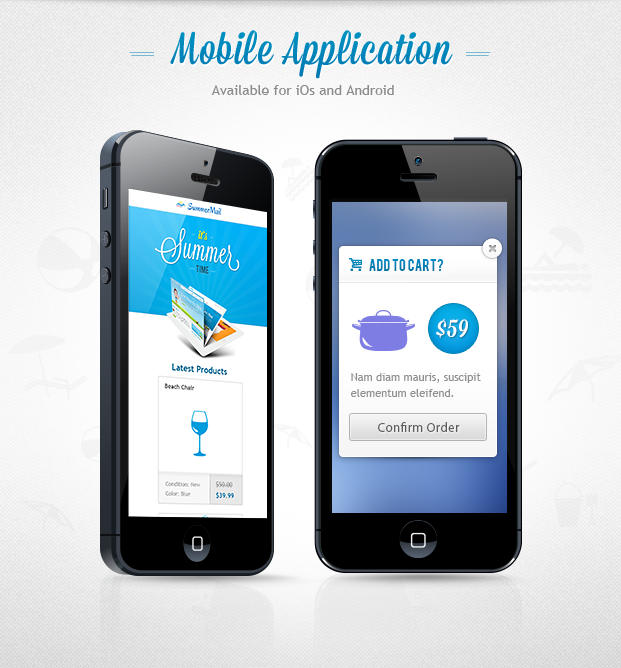 Mobile Application
Available for iOs and Android
SummerMail
it's
Summer
TIME
Latest Products
Beach Chair
Condition: New
$50.00
Color: Blue
$39.99
ADD TO CART?
$59
Nam diam mauris, suscipit
elementum eleifend.
Confirm Order